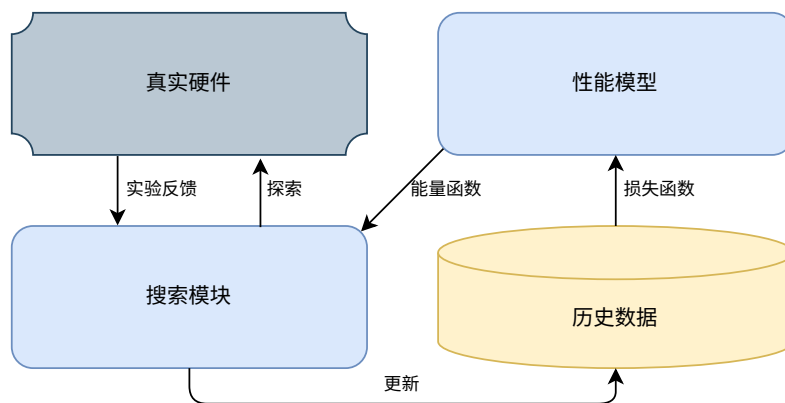 真实硬件
性能模型
实验反馈
探索
能量函数
损失函数
搜索模块
历史数据
更新